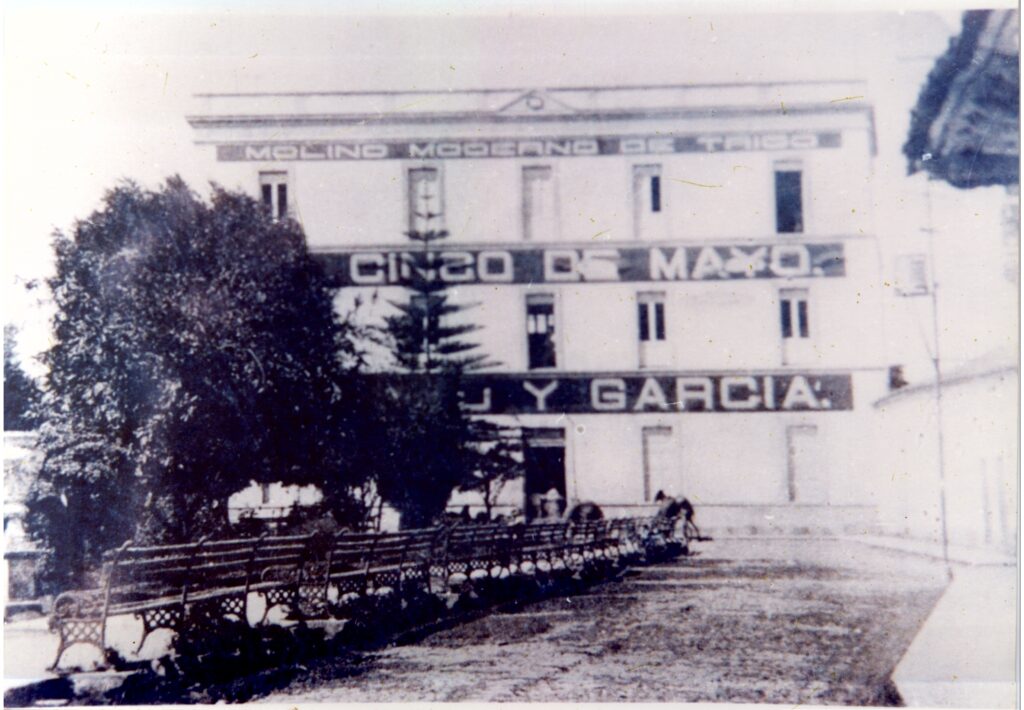 MOLINO MODERNO DE TRIGO
CINCO DE MAYO.
Y GARCIA.